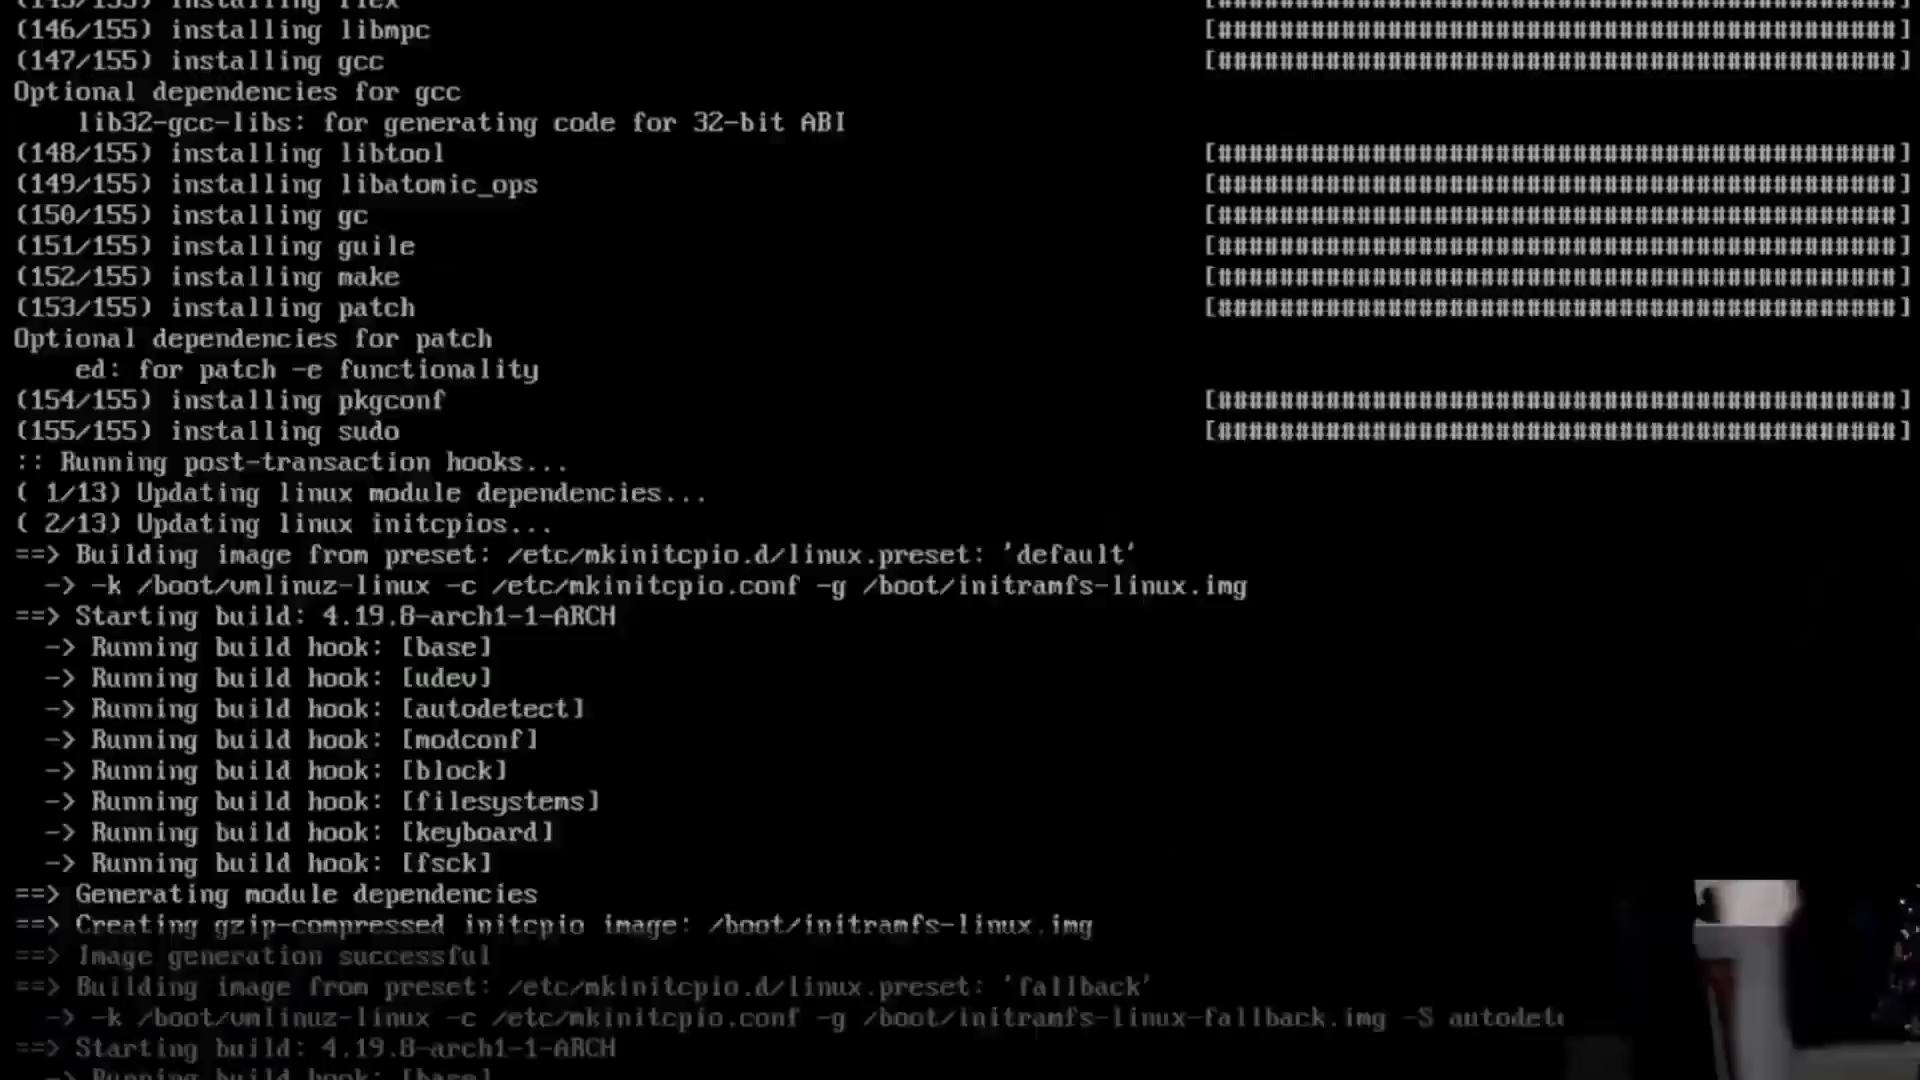 (145/155) installing flex [#############################################]
(146/155) installing libmpc [#############################################]
(147/155) installing gcc [#############################################]
Optional dependencies for gcc
    lib32-gcc-libs: for generating code for 32-bit ABI
(148/155) installing libtool [#############################################]
(149/155) installing libatomic_ops [#############################################]
(150/155) installing gc [#############################################]
(151/155) installing guile [#############################################]
(152/155) installing make [#############################################]
(153/155) installing patch [#############################################]
Optional dependencies for patch
    ed: for patch -e functionality
(154/155) installing pkgconf [#############################################]
(155/155) installing sudo [#############################################]
:: Running post-transaction hooks...
( 1/13) Updating linux module dependencies...
( 2/13) Updating linux initcpios...
==> Building image from preset: /etc/mkinitcpio.d/linux.preset: 'default'
  -> -k /boot/vmlinuz-linux -c /etc/mkinitcpio.conf -g /boot/initramfs-linux.img
==> Starting build: 4.19.8-arch1-1-ARCH
  -> Running build hook: [base]
  -> Running build hook: [udev]
  -> Running build hook: [autodetect]
  -> Running build hook: [modconf]
  -> Running build hook: [block]
  -> Running build hook: [filesystems]
  -> Running build hook: [keyboard]
  -> Running build hook: [fsck]
==> Generating module dependencies
==> Creating gzip-compressed initcpio image: /boot/initramfs-linux.img
==> Image generation successful
==> Building image from preset: /etc/mkinitcpio.d/linux.preset: 'fallback'
  -> -k /boot/vmlinuz-linux -c /etc/mkinitcpio.conf -g /boot/initramfs-linux-fallback.img -S
==> Starting build: 4.19.8-arch1-1-ARCH
  -> Running build hook: [base]